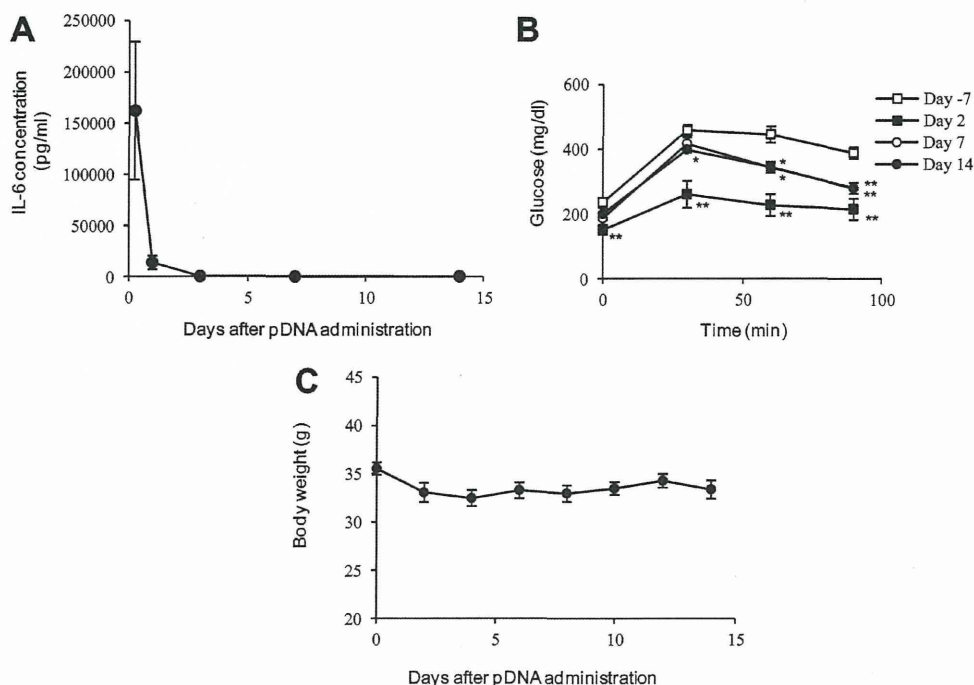 A
IL-6 concentration
(pg/ml)
250000
200000
150000
100000
50000
0
0 5 10 15
Days after pDNA administration
B
Glucose (mg/dl)
600
400
200
0
0 50 100
Time (min)
Day -7
Day 2
Day 7
Day 14
*
*
*
**
**
**
**
**
**
C
Body weight (g)
45
40
35
30
25
20
0 5 10 15
Days after pDNA administration